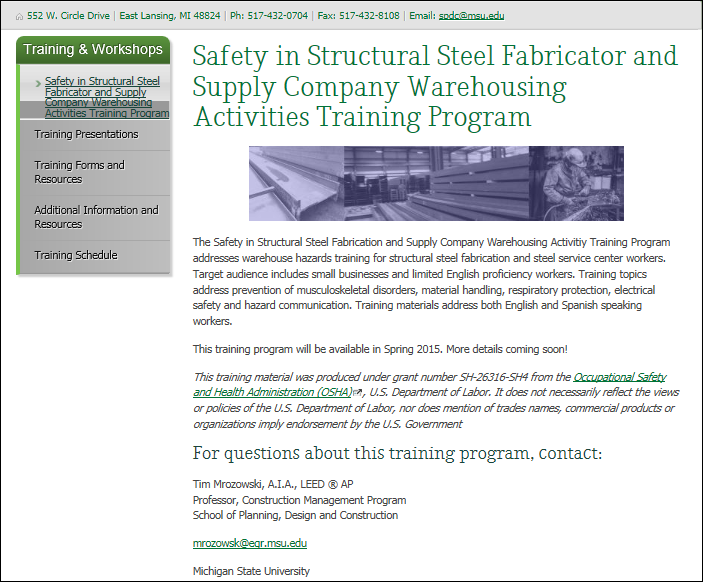 552 W. Circle Drive | East Lansing, MI 48824 | Ph: 517-432-0704 | Fax: 517-432-8108 | Email: spdc@msu.edu
Training & Workshops
Safety in Structural Steel
Fabricator and Supply
Company Warehousing
Activities Training Program
Training Presentations
Training Forms and
Resources
Additional Information and
Resources
Training Schedule
Safety in Structural Steel Fabricator and
Supply Company Warehousing
Activities Training Program
The Safety in Structural Steel Fabrication and Supply Company Warehousing Activitiy Training Program
addresses warehouse hazards training for structural steel fabrication and steel service center workers.
Target audience includes small businesses and limited English proficiency workers. Training topics
address prevention of musculoskeletal disorders, material handling, respiratory protection, electrical
safety and hazard communication. Training materials address both English and Spanish speaking
workers.
This training program will be available in Spring 2015. More details coming soon!
This training material was produced under grant number SH-26316-SH4 from the Occupational Safety
and Health Administration (OSHA), U.S. Department of Labor. It does not necessarily reflect the views
or policies of the U.S. Department of Labor, nor does mention of trades names, commercial products or
organizations imply endorsement by the U.S. Government
For questions about this training program, contact:
Tim Mrozowski, A.I.A., LEED ® AP
Professor, Construction Management Program
School of Planning, Design and Construction
mrozowsk@egr.msu.edu
Michigan State University